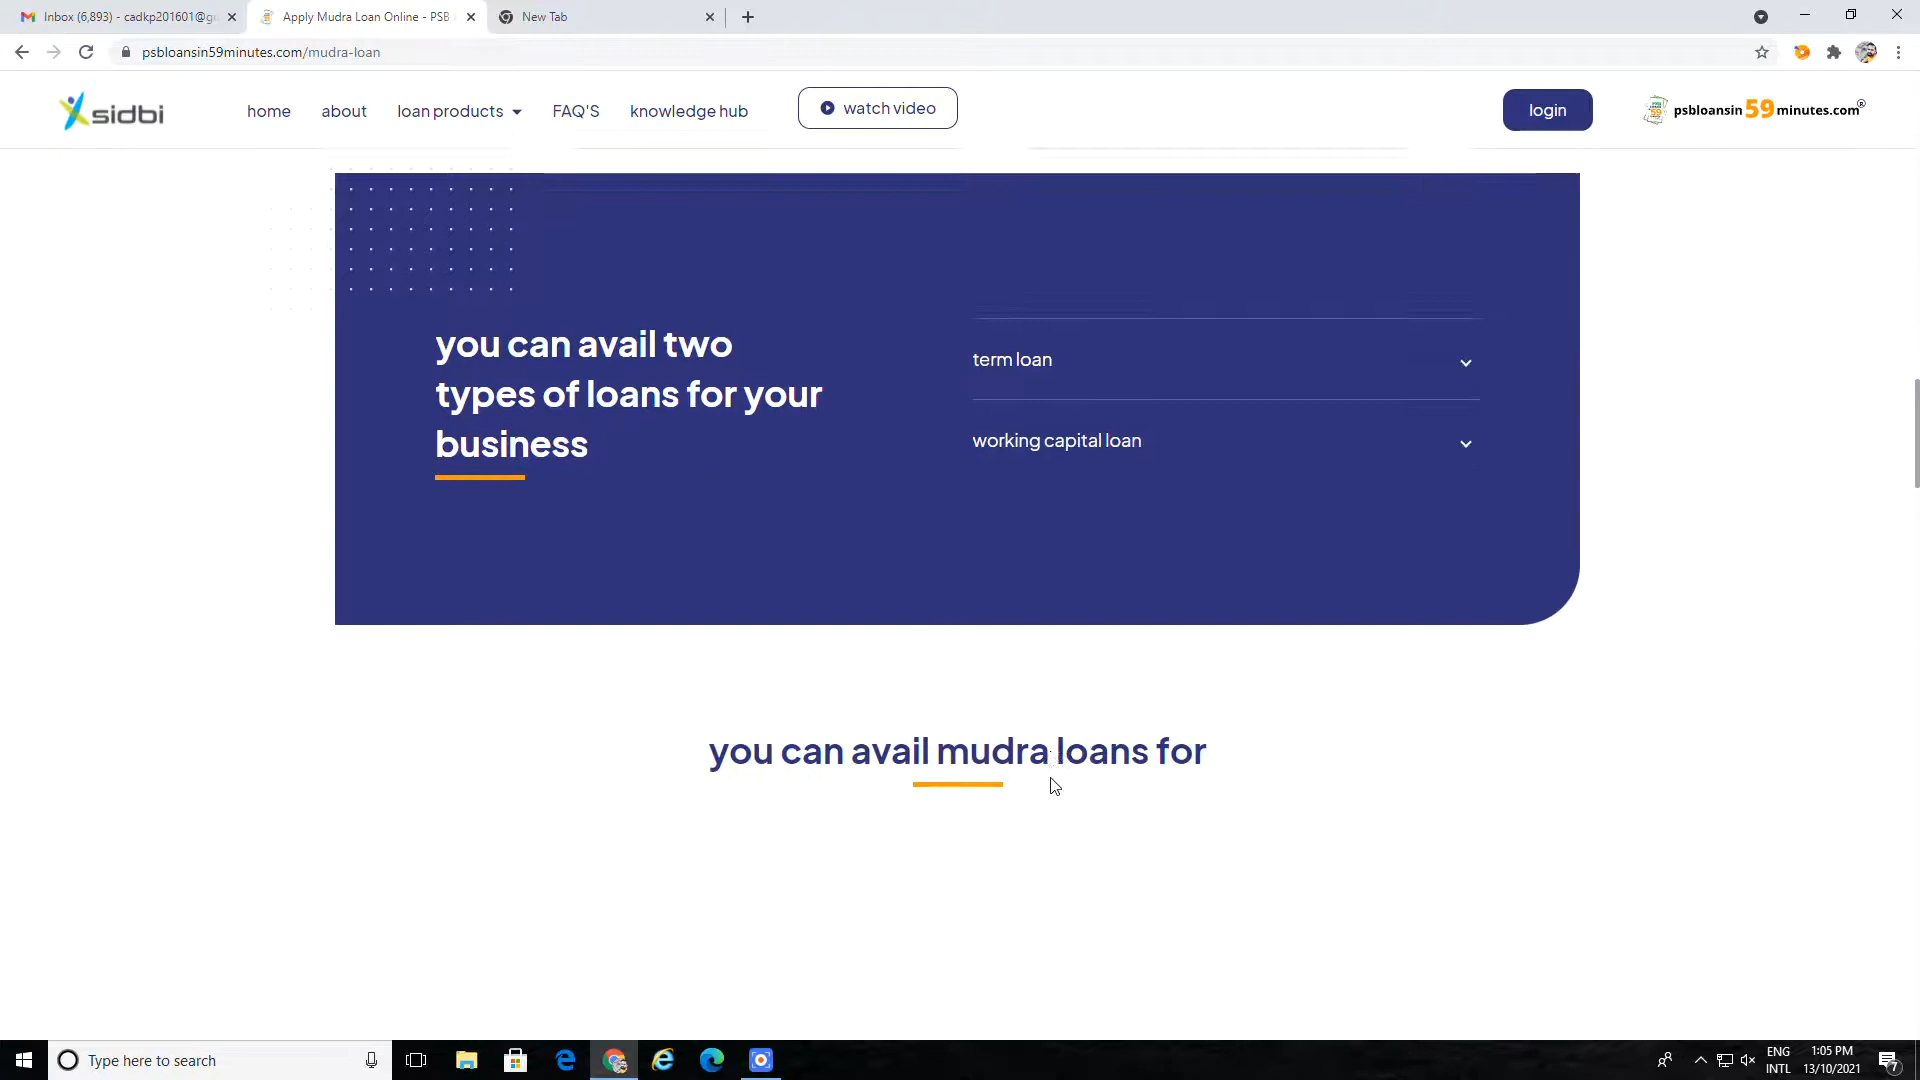 Inbox (6,893) - cadkp201601@g
Apply Mudra Loan Online - PSB
New Tab
psbloansin59minutes.com/mudra-loan
sidbi
home
about
loan products
FAQ'S
knowledge hub
watch video
login
psbloansin59minutes.com®
you can avail two
types of loans for your
business
term loan
working capital loan
you can avail mudra loans for
Type here to search
ENG
INTL
1:05 PM
13/10/2021
7